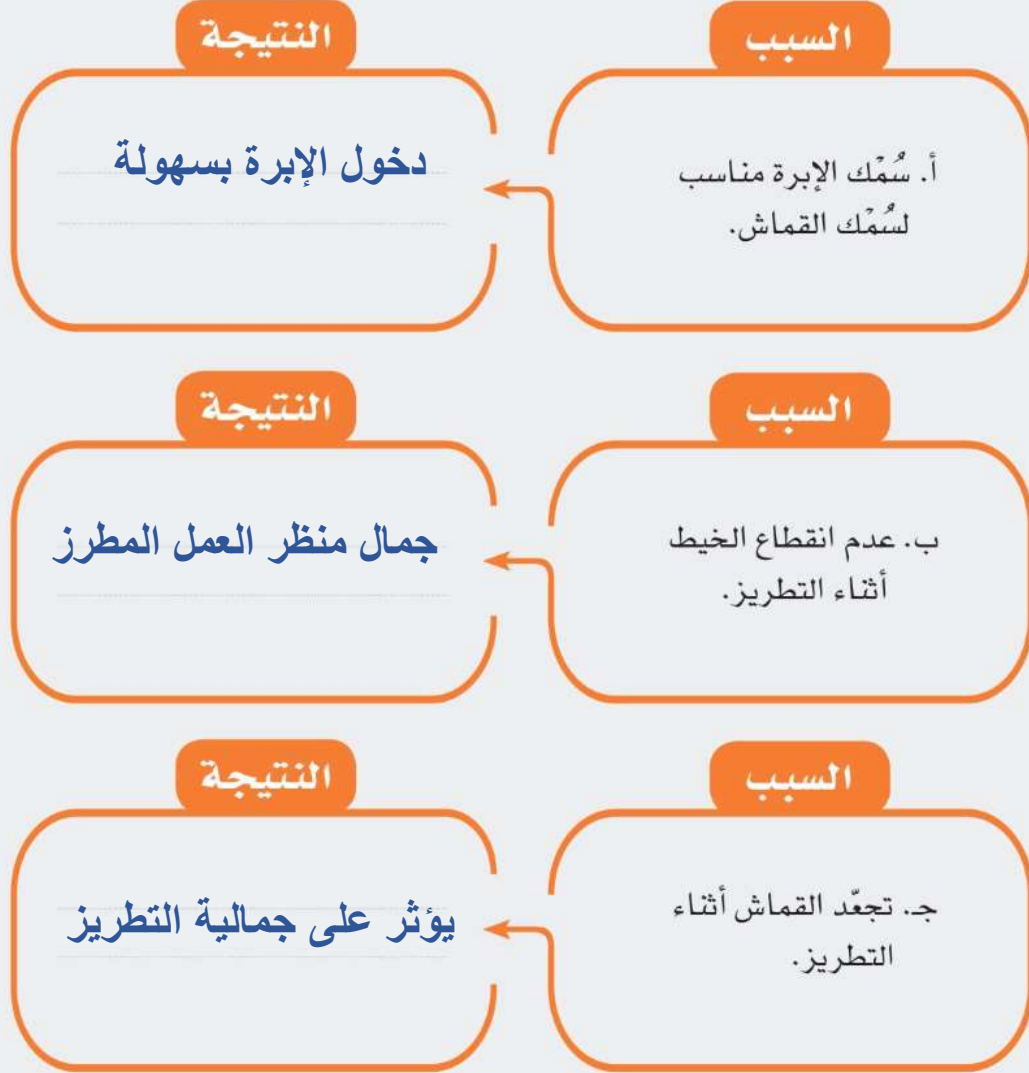 السبب
أ. سُمْك الإبرة مناسب
لسُمْك القماش.
النتيجة
دخول الإبرة بسهولة
السبب
ب. عدم انقطاع الخيط
أثناء التطريز.
النتيجة
جمال منظر العمل المطرز
السبب
جـ. تجعّد القماش أثناء
التطريز.
النتيجة
يؤثر على جمالية التطريز